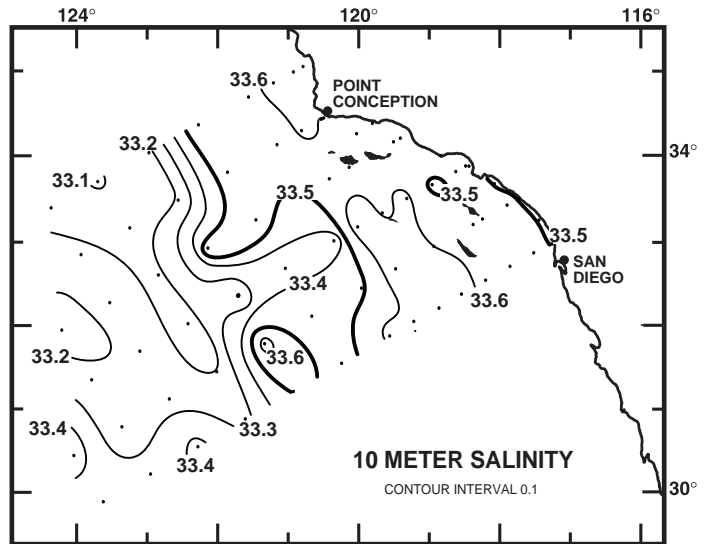 124° 120° 116°
33.6
POINT
CONCEPTION
33.2
34°
33.1
33.5
33.5
33.5
SAN
DIEGO
33.4
33.6
33.2
33.6
33.4
33.3
33.4
10 METER SALINITY
CONTOUR INTERVAL 0.1
30°